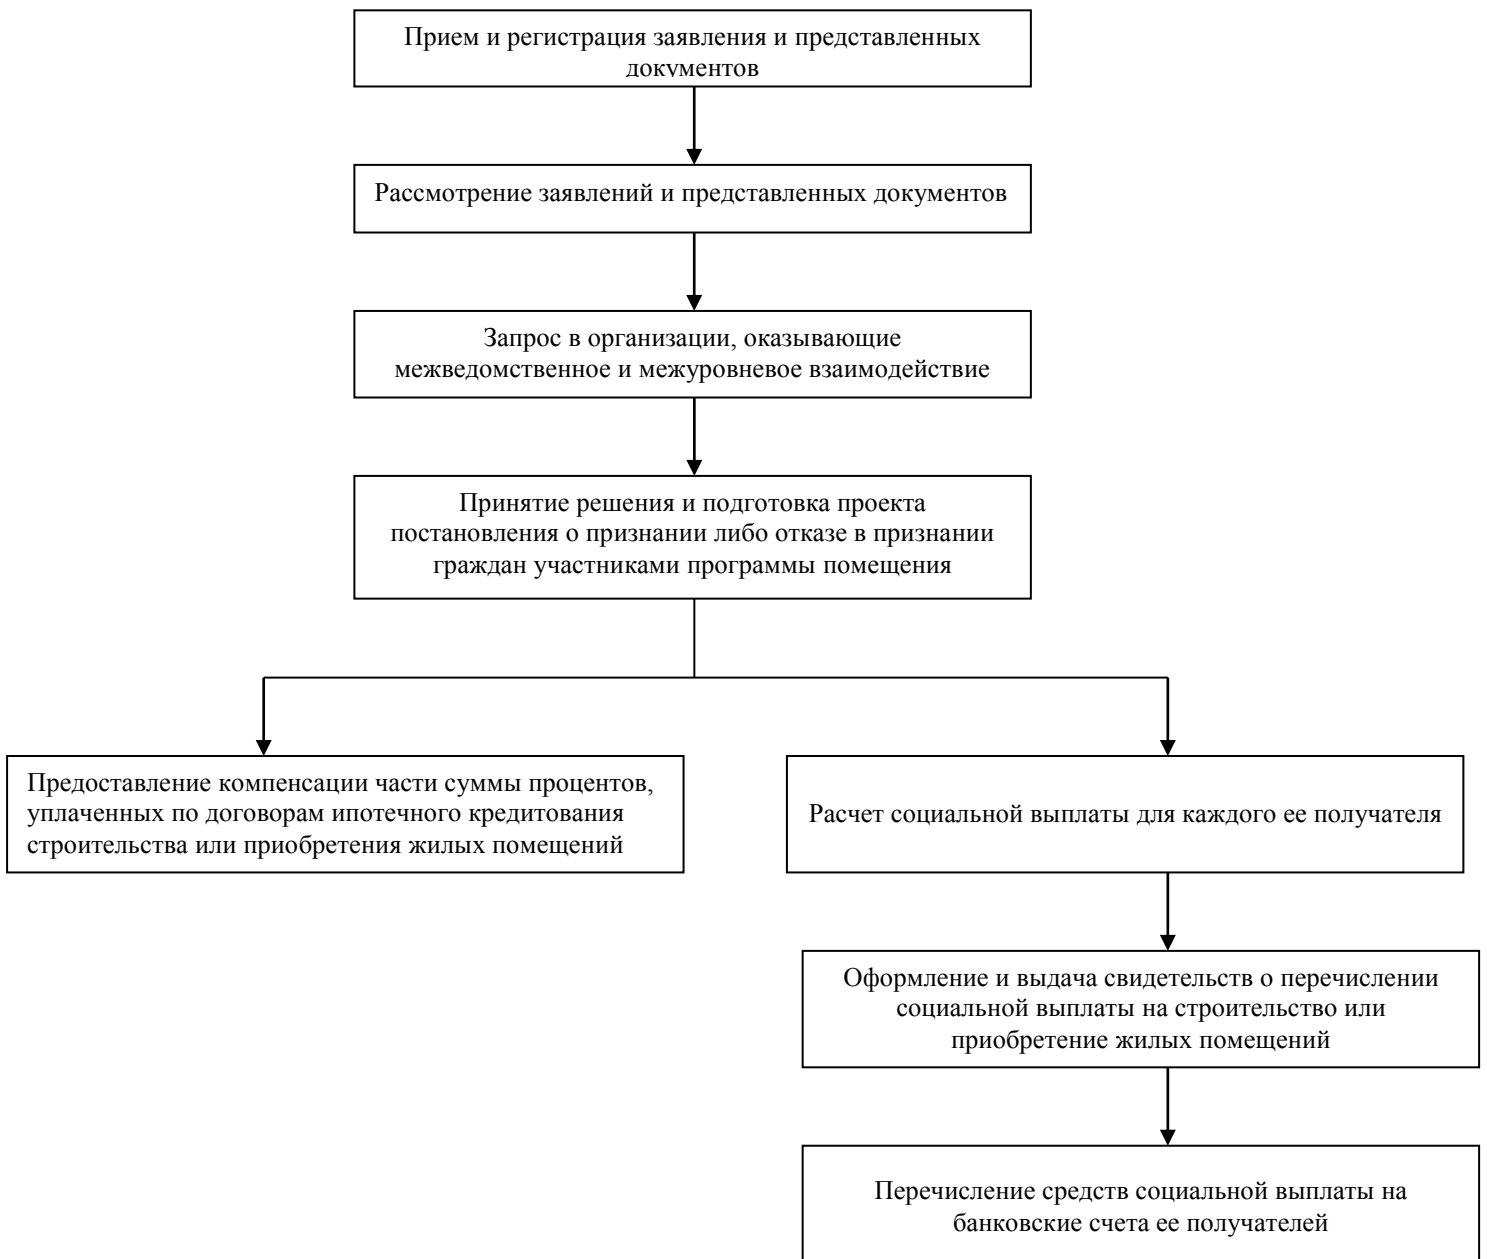 Прием и регистрация заявления и представленных
документов
Рассмотрение заявлений и представленных документов
Запрос в организации, оказывающие
межведомственное и межуровневое взаимодействие
Принятие решения и подготовка проекта
постановления о признании либо отказе в признании
граждан участниками программы помещения
Предоставление компенсации части суммы процентов,
уплаченных по договорам ипотечного кредитования
строительства или приобретения жилых помещений
Расчет социальной выплаты для каждого ее получателя
Оформление и выдача свидетельств о перечислении
социальной выплаты на строительство или
приобретение жилых помещений
Перечисление средств социальной выплаты на
банковские счета ее получателей